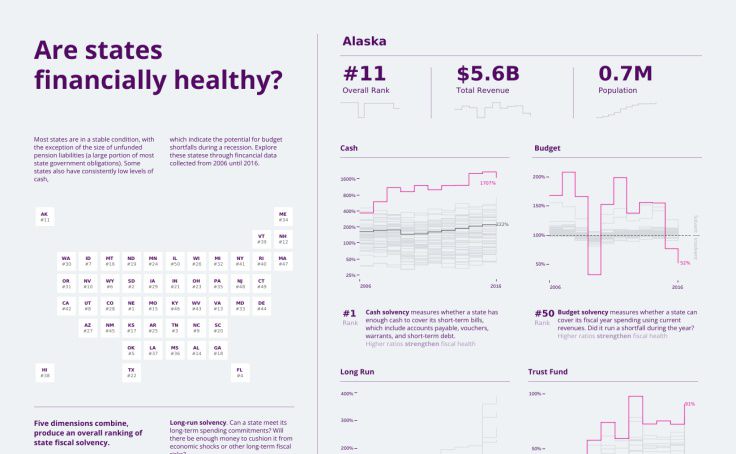 Are states
financially healthy?
Most states are in a stable condition, with
the exception of the size of unfunded
pension liabilities (a large portion of most
state government obligations). Some
states also have consistently low levels of
cash,
which indicate the potential for budget
shortfalls during a recession. Explore
these statese through financial data
collected from 2006 until 2016.
AK
#11
ME
#34
VT
#39
NH
#12
WA
#30
ID
#7
MT
#18
ND
#19
MN
#24
IL
#50
WI
#28
MI
#32
NY
#41
RI
#40
MA
#47
OR
#31
NV
#10
WY
#6
SD
#2
IA
#29
IN
#21
OH
#23
PA
#35
NJ
#48
CT
#49
CA
#42
UT
#8
CO
#28
NE
#1
MO
#15
KY
#46
WV
#43
VA
#13
MD
#33
DE
#44
AZ
#27
NM
#45
KS
#37
AR
#25
TN
#3
NC
#9
SC
#20
OK
#5
LA
#37
MS
#36
AL
#14
GA
#18
HI
#38
TX
#22
FL
#4
Five dimensions combine,
produce an overall ranking of
state fiscal solvency.
Long-run solvency. Can a state meet its
long-term spending commitments? Will
there be enough money to cushion it from
economic shocks or other long-term fiscal
risks?
Alaska
#11
Overall Rank
$5.6B
Total Revenue
0.7M
Population
Cash
1600%
800%
400%
200%
100%
50%
25%
1707%
222%
2006
2016
#1
Rank
Cash solvency measures whether a state has
enough cash to cover its short-term bills,
which include accounts payable, vouchers,
warrants, and short-term debt.
Higher ratios strengthen fiscal health
Budget
200%
150%
100%
50%
52%
2006
2016
#50
Rank
Budget solvency measures whether a state can
cover its fiscal year spending using current
revenues. Did it run a shortfall during the year?
Higher ratios strengthen fiscal health
Long Run
400%
300%
200%
Trust Fund
100%
50%
91%